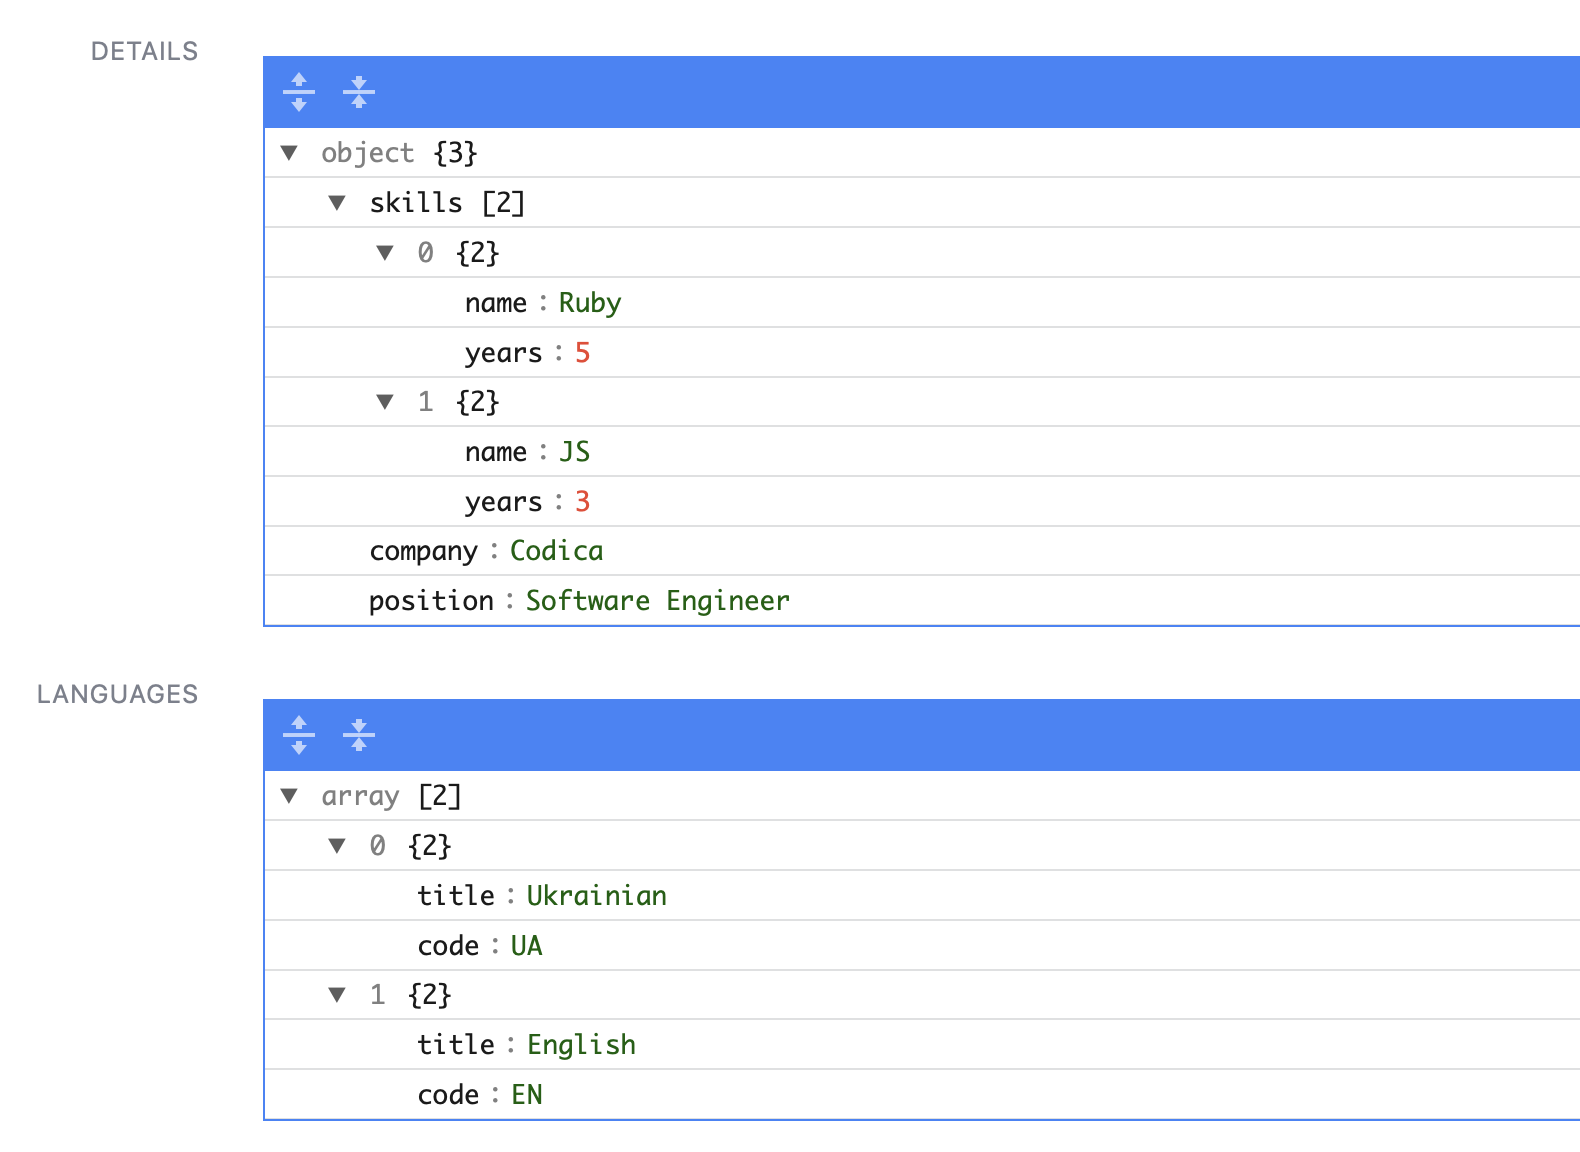 DETAILS
object {3}
skills [2]
0 {2}
name : Ruby
years : 5
1 {2}
name : JS
years : 3
company : Codica
position : Software Engineer
LANGUAGES
array [2]
0 {2}
title : Ukrainian
code : UA
1 {2}
title : English
code : EN